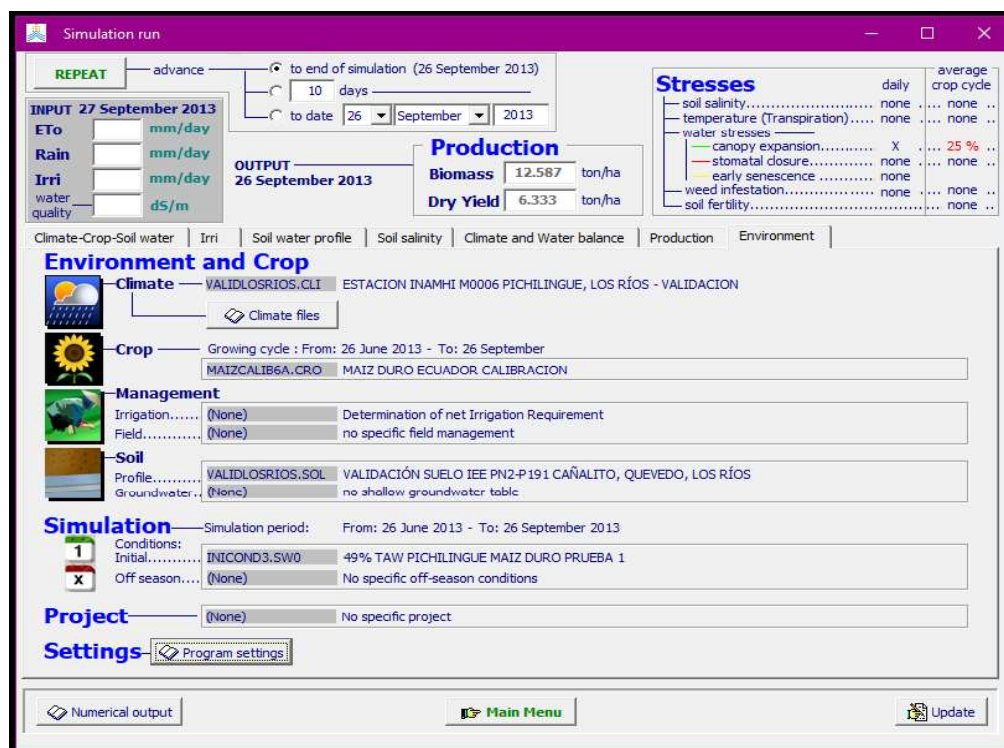 Simulation run
REPEAT
advance
to end of simulation (26 September 2013)
10 days
to date 26 September 2013
INPUT 27 September 2013
ETo mm/day
Rain mm/day
Irri mm/day
water quality dS/m
OUTPUT
26 September 2013
Production
Biomass 12.587 ton/ha
Dry Yield 6.333 ton/ha
Stresses daily average crop cycle
soil salinity............................ none .... none ..
temperature (Transpiration)..... none .... none ..
water stresses
canopy expansion........... X .... 25 % ..
stomatal closure............. none .... none ..
early senescence ........... none
weed infestation................. none .... none ..
soil fertility.................................... none ..
Climate-Crop-Soil water | Irri | Soil water profile | Soil salinity | Climate and Water balance | Production | Environment
Environment and Crop
Climate VALIDLOSRIOS.CLI ESTACION INAMHI M0006 PICHILINGUE, LOS RÍOS - VALIDACION
Climate files
Crop Growing cycle : From: 26 June 2013 - To: 26 September
MAIZCALIB6A.CRO MAIZ DURO ECUADOR CALIBRACION
Management
Irrigation...... (None) Determination of net Irrigation Requirement
Field............ (None) no specific field management
Soil
Profile.......... VALIDLOSRIOS.SOL VALIDACIÓN SUELO IEE PN2-P191 CAÑALITO, QUEVEDO, LOS RÍOS
Groundwater.. (None) no shallow groundwater table
Simulation Simulation period: From: 26 June 2013 - To: 26 September 2013
Conditions:
1
Initial........... INICOND3.SW0 49% TAW PICHILINGUE MAIZ DURO PRUEBA 1
X
Off season.... (None) No specific off-season conditions
Project (None) No specific project
Settings Program settings
Numerical output
Main Menu
Update